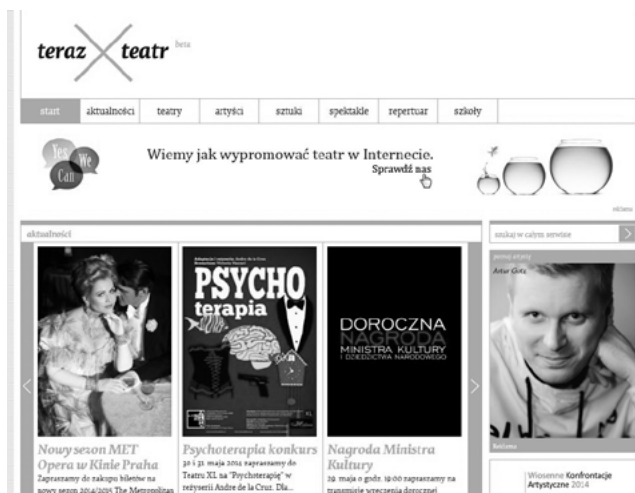 teraz teatr beta
start aktualności teatry artyści sztuki spektakle repertuar szkoły
Yes
We
Can
Wiemy jak wypromować teatr w Internecie.
Sprawdź nas
reklama
aktualności
szukaj w całym serwisie
PSYCHO
terapia
DOROCZNA
NAGRODA
MINISTRA KULTURY
I DZIEDZICTWA NARODOWEGO
Artur Gotz
Nowy sezon MET
Opera w Kinie Praha
Zapraszamy do zakupu biletów na
nowy sezon 2014/2015 The Metropolitan
Psychoterapia konkurs
30 i 31 maja 2014 zapraszamy do
Teatru XL na "Psychoterapię" w
reżyserii Andre de la Cruz. Dla...
Nagroda Ministra
Kultury
29 maja o godz. 19:00 zapraszamy na
transmisję wręczenia dorocznej
Reklama
Wiosenne Konfrontacje
Artystyczne 2014